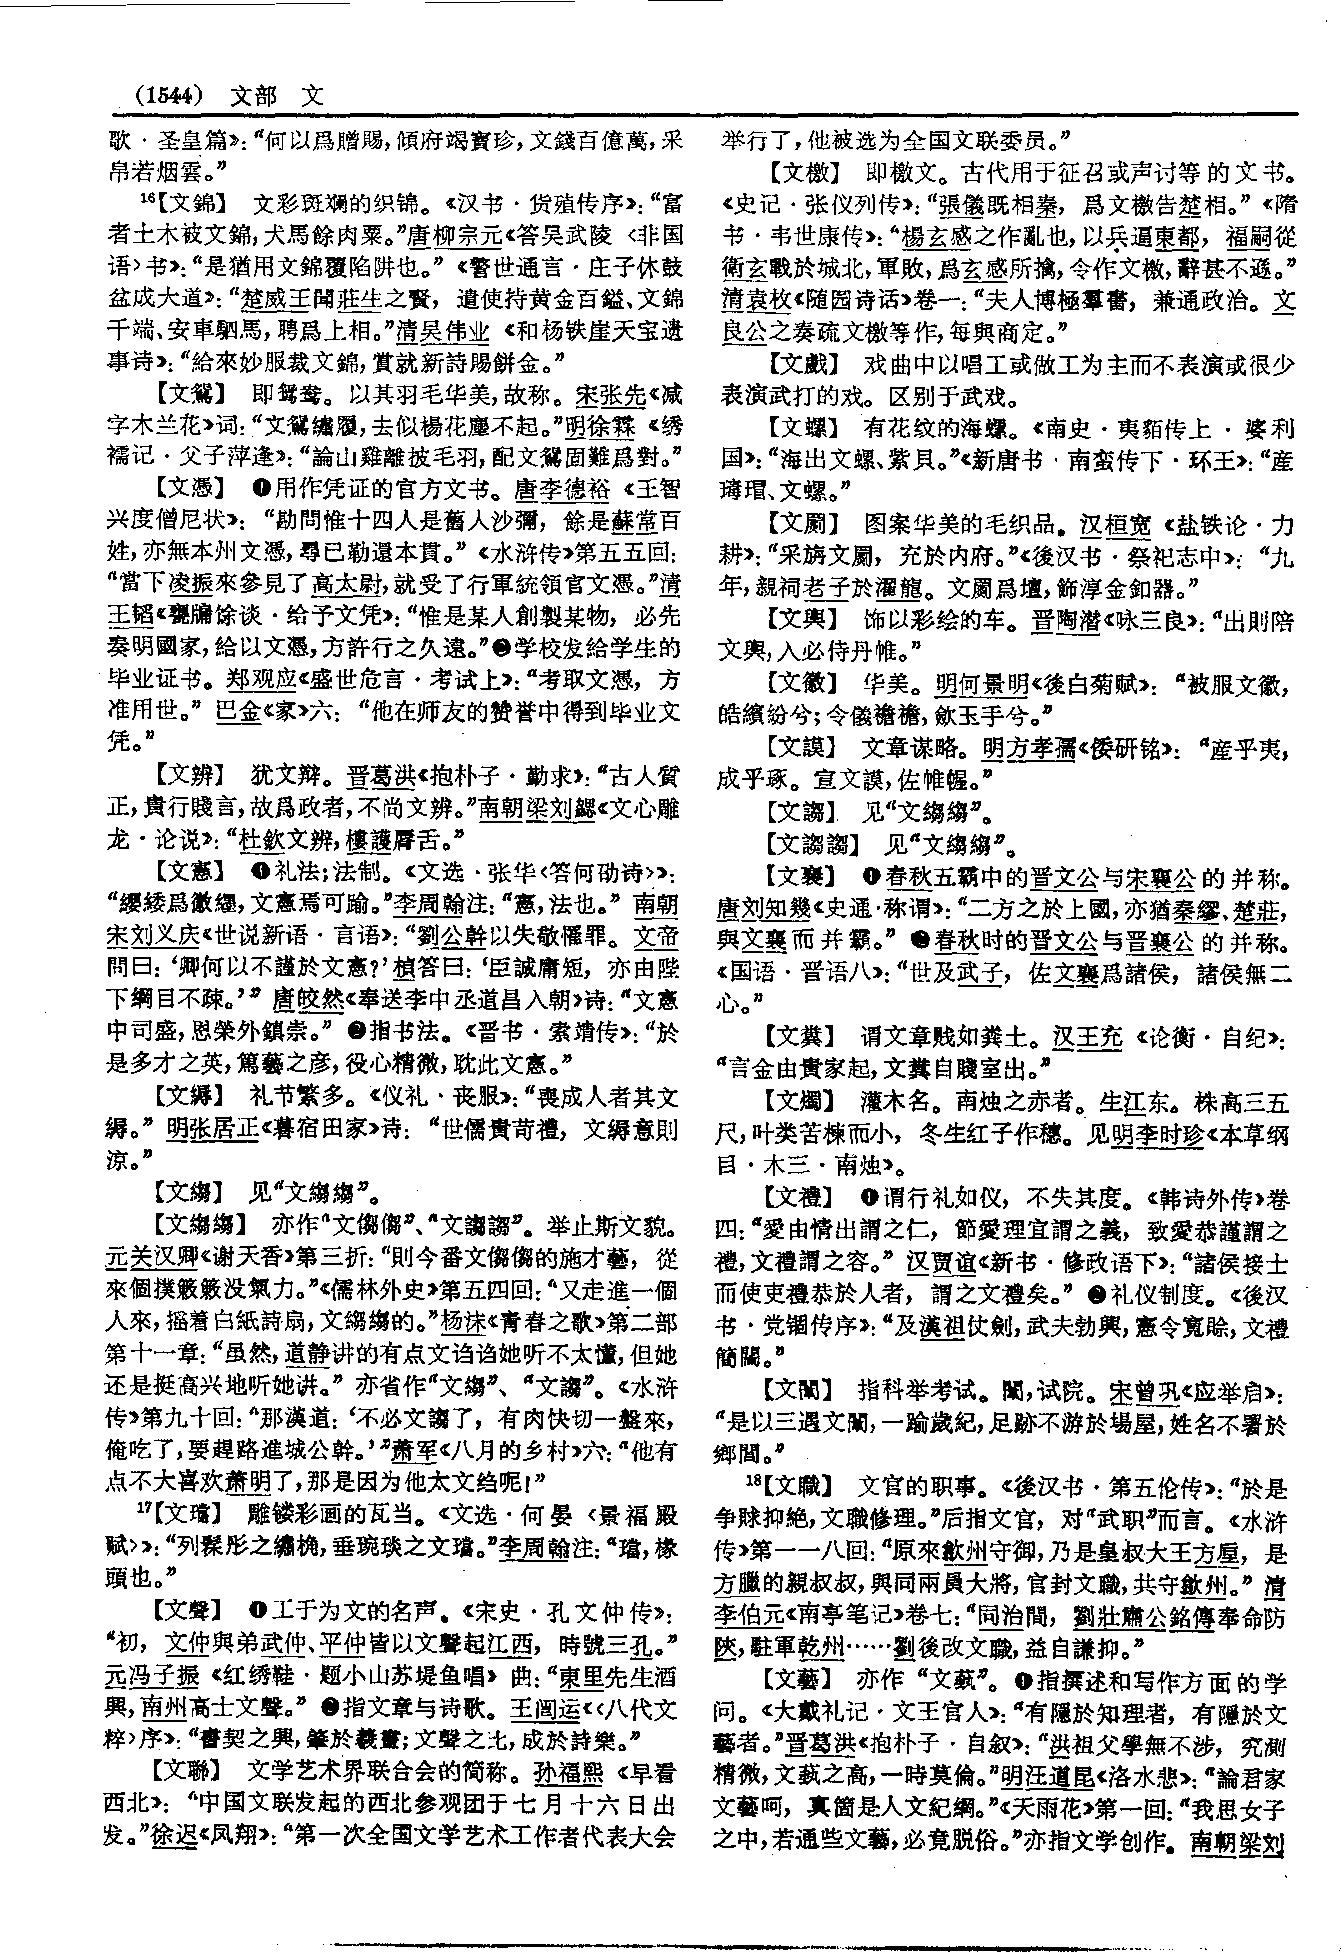 (1544) 文部 文
歌·圣皇篇》：“何以爲贈賜，傾府竭寳珍，文錢百億萬，采
帛若烟雲。”
16【文錦】 文彩斑斓的织锦。《汉书·货殖传序》：“富
者土木被文錦，犬馬餘肉粟。”唐柳宗元《答吴武陵〈非国
语〉书》：“是猶用文錦覆陷阱也。”《警世通言·庄子休鼓
盆成大道》：“楚威王聞莊生之賢，遣使持黄金百鎰、文錦
千端、安車駟馬，聘爲上相。”清吴伟业《和杨铁崖天宝遗
事诗》：“給來妙服裁文錦，賞就新詩賜餅金。”
【文鴛】 即鸳鸯。以其羽毛华美，故称。宋张先《减
字木兰花》词：“文鴛繡履，去似楊花塵不起。”明徐霖《绣
襦记·父子萍逢》：“論山雞離披毛羽，配文鴛固難爲對。”
【文憑】 ❶用作凭证的官方文书。唐李德裕《王智
兴度僧尼状》：“勘問惟十四人是舊人沙彌，餘是蘇常百
姓，亦無本州文憑，尋已勒還本貫。”《水浒传》第五五回：
“當下凌振來參見了高太尉，就受了行軍統領官文憑。”清
王韬《甕牖馀谈·给予文凭》：“惟是某人創製某物，必先
奏明國家，給以文憑，方許行之久遠。”❷学校发给学生的
毕业证书。郑观应《盛世危言·考试上》：“考取文憑，方
准用世。”巴金《家》六：“他在师友的赞誉中得到毕业文
凭。”
【文辨】 犹文辩。晋葛洪《抱朴子·勤求》：“古人質
正，貴行賤言，故爲政者，不尚文辨。”南朝梁刘勰《文心雕
龙·论说》：“杜欽文辨，樓護脣舌。”
【文憲】 ❶礼法；法制。《文选·张华〈答何劭诗〉》：
“纓緌爲徽纆，文憲焉可踰。”李周翰注：“憲，法也。”南朝
宋刘义庆《世说新语·言语》：“劉公幹以失敬罹罪。文帝
問曰：‘卿何以不謹於文憲？’楨答曰：‘臣誠庸短，亦由陛
下綱目不疎。’”唐皎然《奉送李中丞道昌入朝》诗：“文憲
中司盛，恩榮外鎮崇。”❷指书法。《晋书·索靖传》：“於
是多才之英，篤藝之彦，役心精微，耽此文憲。”
【文縟】 礼节繁多。《仪礼·丧服》：“喪成人者其文
縟。”明张居正《暮宿田家》诗：“世儒貴苛禮，文縟意則
凉。”
【文縐】 见“文縐縐”。
【文縐縐】 亦作“文㑳㑳”、“文謅謅”。举止斯文貌。
元关汉卿《谢天香》第三折：“則今番文㑳㑳的施才藝，從
來個撲簌簌没氣力。”《儒林外史》第五四回：“又走進一個
人來，摇着白紙詩扇，文縐縐的。”杨沫《青春之歌》第二部
第十一章：“虽然，道静讲的有点文诌诌她听不太懂，但她
还是挺高兴地听她讲。”亦省作“文縐”、“文謅”。《水浒
传》第九十回：“那漢道：‘不必文謅了，有肉快切一盤來，
俺吃了，要趕路進城公幹。’”萧军《八月的乡村》六：“他有
点不大喜欢萧明了，那是因为他太文绉呢！”
17【文璫】 雕镂彩画的瓦当。《文选·何晏〈景福殿
赋〉》：“列髹彤之繡桷，垂琬琰之文璫。”李周翰注：“璫，椽
頭也。”
【文聲】 ❶工于为文的名声。《宋史·孔文仲传》：
“初，文仲與弟武仲、平仲皆以文聲起江西，時號三孔。”
元冯子振《红绣鞋·题小山苏堤鱼唱》曲：“東里先生酒
興，南州高士文聲。”❷指文章与诗歌。王闿运《〈八代文
粹〉序》：“書契之興，肇於羲畫；文聲之尢，成於詩樂。”
【文聯】 文学艺术界联合会的简称。孙福熙《早看
西北》：“中国文联发起的西北参观团于七月十六日出
发。”徐迟《凤翔》：“第一次全国文学艺术工作者代表大会
举行了，他被选为全国文联委员。”
【文檄】 即檄文。古代用于征召或声讨等的文书。
《史记·张仪列传》：“張儀既相秦，爲文檄告楚相。”《隋
书·韦世康传》：“楊玄感之作亂也，以兵逼東都，福嗣從
衛玄戰於城北，軍敗，爲玄感所擒，令作文檄，辭甚不遜。”
清袁枚《随园诗话》卷一：“夫人博極羣書，兼通政治。文
良公之奏疏文檄等作，每與商定。”
【文戲】 戏曲中以唱工或做工为主而不表演或很少
表演武打的戏。区别于武戏。
【文螺】 有花纹的海螺。《南史·夷貊传上·婆利
国》：“海出文螺、紫貝。”《新唐书·南蛮传下·环王》：“産
瑇瑁、文螺。”
【文罽】 图案华美的毛织品。汉桓宽《盐铁论·力
耕》：“采旃文罽，充於内府。”《後汉书·祭祀志中》：“九
年，親祠老子於濯龍。文罽爲壇，飾淳金釦器。”
【文輿】 饰以彩绘的车。晋陶潜《咏三良》：“出則陪
文輿，入必侍丹帷。”
【文徽】 华美。明何景明《後白菊赋》：“被服文徽，
皓繽紛兮；令儀襜襜，歛玉手兮。”
【文謨】 文章谋略。明方孝孺《倭研铭》：“産乎夷，
成乎琢。宣文謨，佐帷幄。”
【文謅】 见“文縐縐”。
【文謅謅】 见“文縐縐”。
【文襄】 ❶春秋五霸中的晋文公与宋襄公的并称。
唐刘知幾《史通·称谓》：“二方之於上國，亦猶秦繆、楚莊，
與文襄而并霸。”❷春秋时的晋文公与晋襄公的并称。
《国语·晋语八》：“世及武子，佐文襄爲諸侯，諸侯無二
心。”
【文糞】 谓文章贱如粪土。汉王充《论衡·自纪》：
“言金由貴家起，文糞自賤室出。”
【文燭】 灌木名。南烛之赤者。生江东。株高三五
尺，叶类苦楝而小，冬生红子作穗。见明李时珍《本草纲
目·木三·南烛》。
【文禮】 ❶谓行礼如仪，不失其度。《韩诗外传》卷
四：“愛由情出謂之仁，節愛理宜謂之義，致愛恭謹謂之
禮，文禮謂之容。”汉贾谊《新书·修政语下》：“諸侯接士
而使吏禮恭於人者，謂之文禮矣。”❷礼仪制度。《後汉
书·党锢传序》：“及漢祖仗劍，武夫勃興，憲令寬賒，文禮
簡闊。”
【文闈】 指科举考试。闈，试院。宋曾巩《应举启》：
“是以三遇文闈，一踰歲紀，足跡不游於場屋，姓名不署於
鄉閭。”
18【文職】 文官的职事。《後汉书·第五伦传》：“於是
争賕抑絶，文職修理。”后指文官，对“武职”而言。《水浒
传》第一一八回：“原來歙州守御，乃是皇叔大王方垕，是
方臘的親叔叔，與同兩員大將，官封文職，共守歙州。”清
李伯元《南亭笔记》卷七：“同治間，劉壯肅公銘傳奉命防
陝，駐軍乾州……劉後改文職，益自謙抑。”
【文藝】 亦作“文蓺”。❶指撰述和写作方面的学
问。《大戴礼记·文王官人》：“有隱於知理者，有隱於文
藝者。”晋葛洪《抱朴子·自叙》：“洪祖父學無不涉，究測
精微，文蓺之高，一時莫倫。”明汪道昆《洛水悲》：“論君家
文藝呵，真箇是人文紀綱。”《天雨花》第一回：“我思女子
之中，若通些文藝，必竟脱俗。”亦指文学创作。南朝梁刘